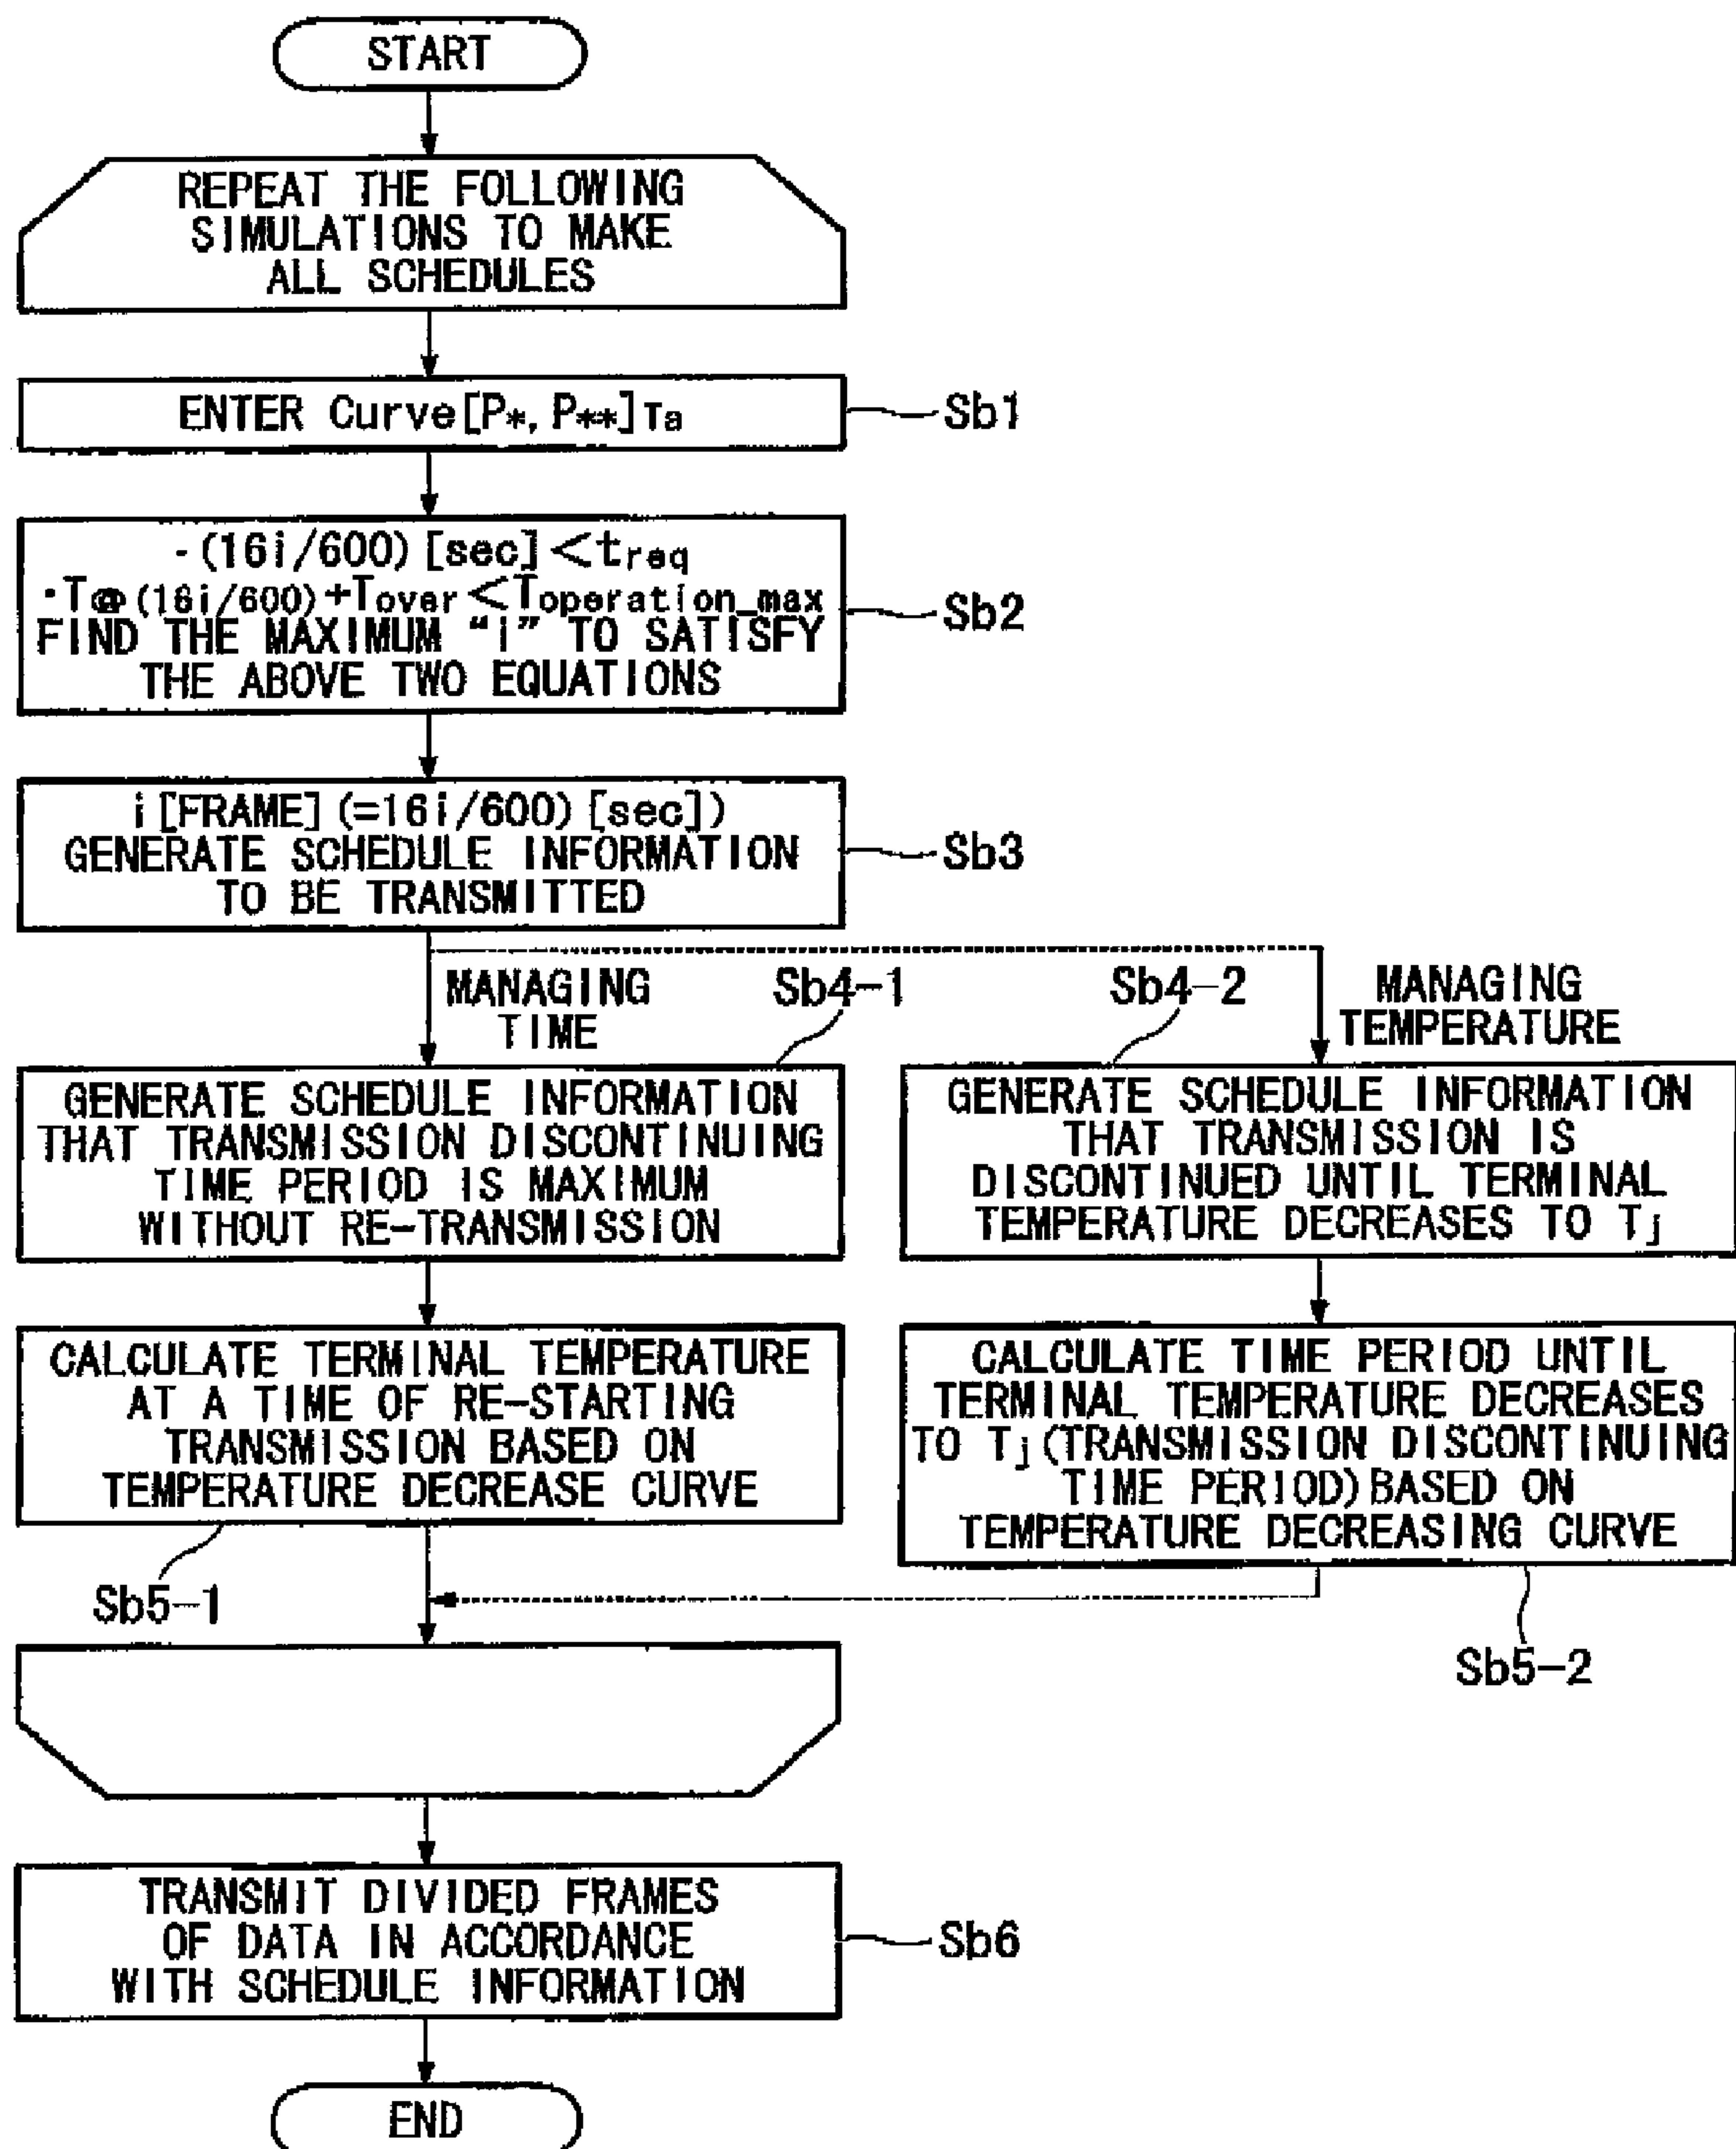 START
REPEAT THE FOLLOWING
SIMULATIONS TO MAKE
ALL SCHEDULES
ENTER Curve[P*, P**]Ta
Sb1
·(16i/600)[sec]<treq
·T@(16i/600)+Tover<Toperation_max
FIND THE MAXIMUM “i” TO SATISFY
THE ABOVE TWO EQUATIONS
Sb2
i[FRAME](=16i/600)[sec])
GENERATE SCHEDULE INFORMATION
TO BE TRANSMITTED
Sb3
MANAGING
TIME
Sb4-1
Sb4-2
MANAGING
TEMPERATURE
GENERATE SCHEDULE INFORMATION
THAT TRANSMISSION DISCONTINUING
TIME PERIOD IS MAXIMUM
WITHOUT RE-TRANSMISSION
GENERATE SCHEDULE INFORMATION
THAT TRANSMISSION IS
DISCONTINUED UNTIL TERMINAL
TEMPERATURE DECREASES TO Tj
CALCULATE TERMINAL TEMPERATURE
AT A TIME OF RE-STARTING
TRANSMISSION BASED ON
TEMPERATURE DECREASE CURVE
Sb5-1
CALCULATE TIME PERIOD UNTIL
TERMINAL TEMPERATURE DECREASES
TO Tj(TRANSMISSION DISCONTINUING
TIME PERIOD)BASED ON
TEMPERATURE DECREASING CURVE
Sb5-2
TRANSMIT DIVIDED FRAMES
OF DATA IN ACCORDANCE
WITH SCHEDULE INFORMATION
Sb6
END